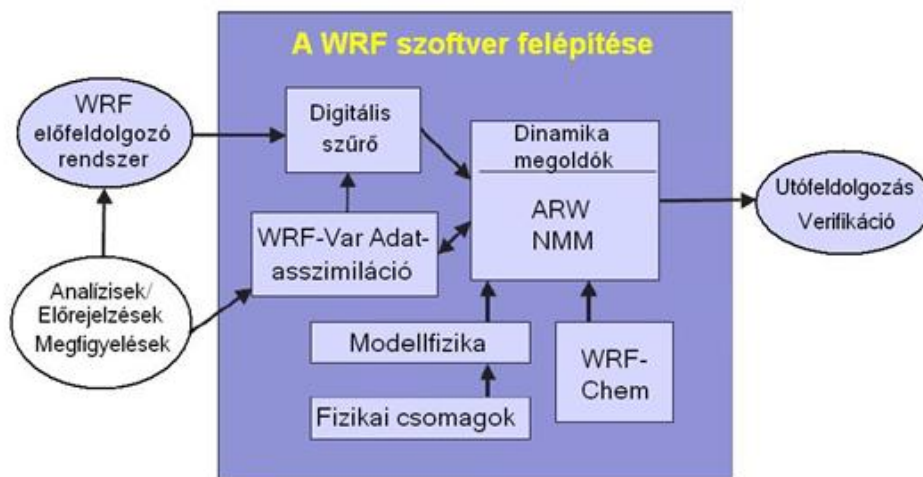 A WRF szoftver felépítése
WRF
előfeldolgozó
rendszer
Digitális
szűrő
Dinamika
megoldók
ARW
NMM
Utófeldolgozás
Verifikáció
WRF-Var Adat-
asszimiláció
Analízisek/
Előrejelzések
Megfigyelések
Modellfizika
WRF-
Chem
Fizikai csomagok